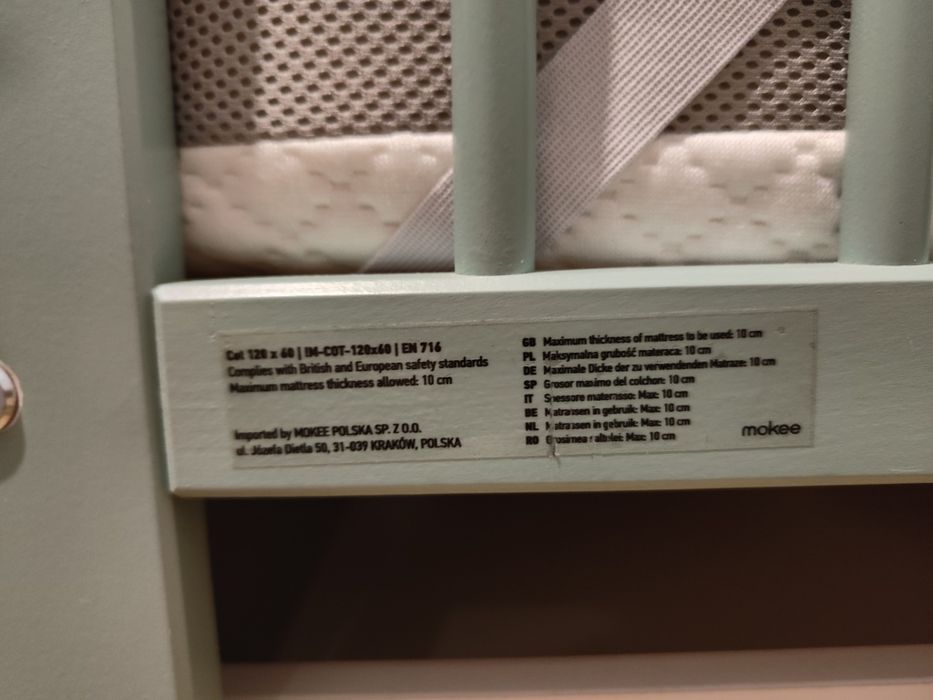 Cot 120 x 60 | IM-COT-120x60 | EN 716
Complies with British and European safety standards
Maximum mattress thickness allowed: 10 cm
Imported by MOKEE POLSKA SP. Z O.O.
ul. Józefa Dietla 50, 31-039 KRAKÓW, POLSKA
GB Maximum thickness of mattress to be used: 10 cm
PL Maksymalna grubość materaca: 10 cm
DE Maximale Dicke der zu verwendenden Matraze: 10 cm
SP Grosor maximo del colchon: 10 cm
IT Spessore materasso: Max: 10 cm
BE Matrassen in gebruik: Max: 10 cm
NL Matrassen in gebruik: Max: 10 cm
RO Grosimea saltelei: Max: 10 cm
mokee